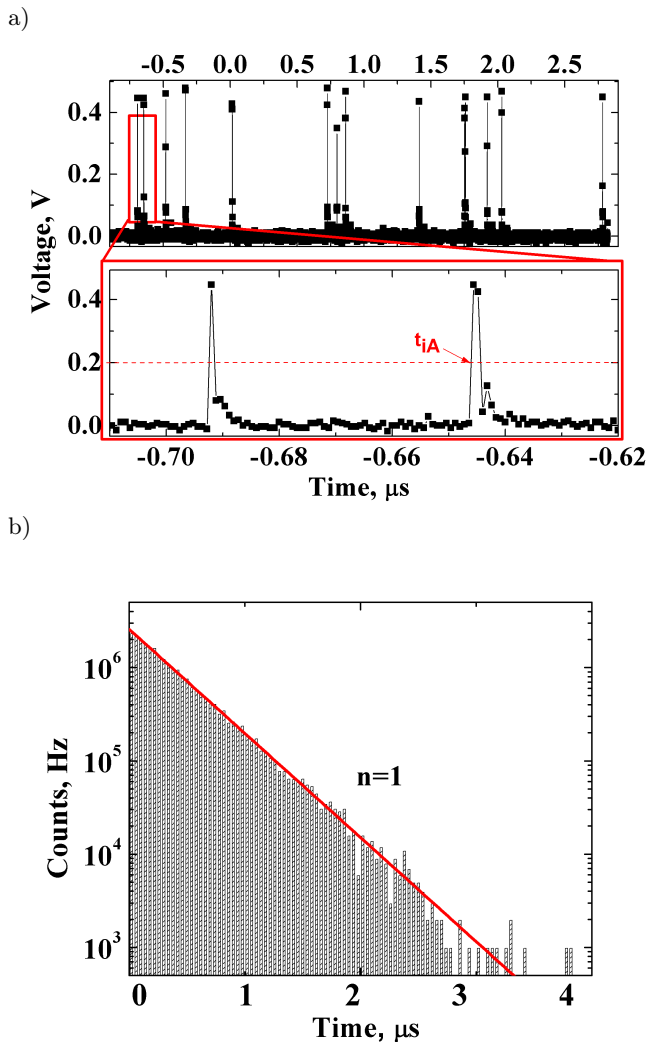 a)
-0.5 0.0 0.5 1.0 1.5 2.0 2.5
0.4
0.2
0.0
Voltage, V
0.4
tiA
0.2
0.0
-0.70 -0.68 -0.66 -0.64 -0.62
Time, μs
b)
10^6
10^5
n=1
Counts, Hz
10^4
10^3
0 1 2 3 4
Time, μs